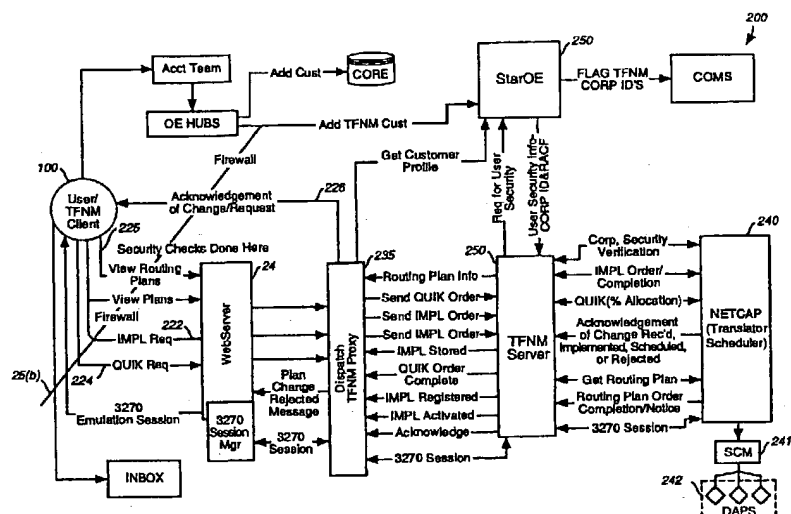 200
250
Acct Team
Add Cust
CORE
StarOE
FLAG TFNM
CORP ID'S
COMS
OE HUBS
Add TFNM Cust
Firewall
Get Customer
Profile
Req for User
Security
User Security Info-
CORP ID&RACF
100
User/
TFNM
Client
226
Acknowledgement
of Change/Request
225
Security Checks Done Here
View Routing
Plans
View Plans
Firewall
IMPL Req
222
QUIK Req
224
25(b)
3270
Emulation Session
INBOX
24
WebServer
3270
Session
Mgr
Plan
Change
Rejected
Message
3270
Session
235
Dispatch
TFNM Proxy
Routing Plan Info
Send QUIK Order
Send IMPL Order
Send IMPL Order
IMPL Stored
QUIK Order
Complete
IMPL Registered
IMPL Activated
Acknowledge
3270 Session
250
TFNM
Server
Corp, Security
Verification
IMPL Order/
Completion
QUIK(% Allocation)
Acknowledgement
of Change Rec'd,
Implemented, Scheduled,
or Rejected
Get Routing Plan
Routing Plan Order
Completion/Notice
3270 Session
240
NETCAP
(Translator
Scheduler)
SCM
241
242
DAPS